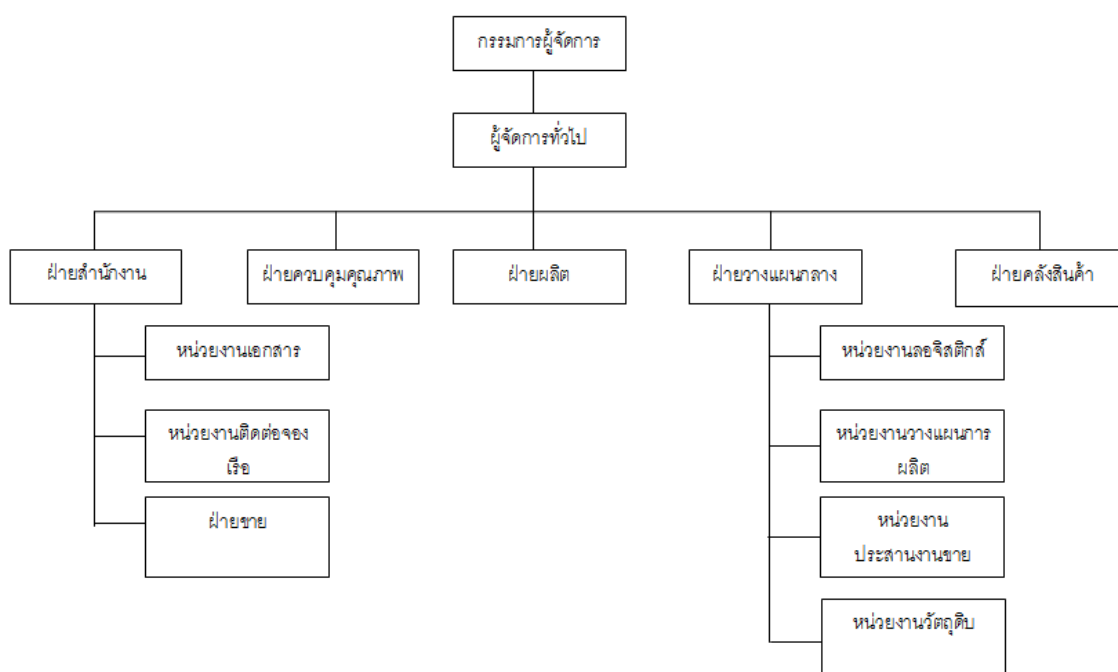 กรรมการผู้จัดการ
ผู้จัดการทั่วไป
ฝ่ายสำนักงาน
ฝ่ายควบคุมคุณภาพ
ฝ่ายผลิต
ฝ่ายวางแผนกลาง
ฝ่ายคลังสินค้า
หน่วยงานเอกสาร
หน่วยงานติดต่อจอง
เรือ
ฝ่ายขาย
หน่วยงานลอจิสติกส์
หน่วยงานวางแผนการ
ผลิต
หน่วยงาน
ประสานงานขาย
หน่วยงานวัตถุดิบ